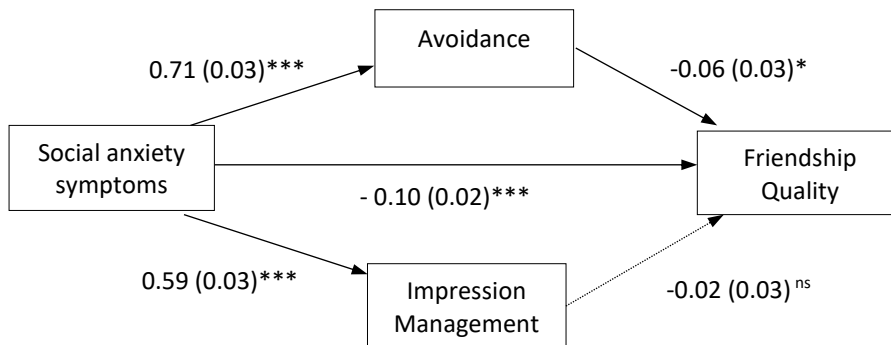 Avoidance
0.71 (0.03)***
-0.06 (0.03)*
Social anxiety
symptoms
Friendship
Quality
- 0.10 (0.02)***
0.59 (0.03)***
Impression
Management
-0.02 (0.03) ns